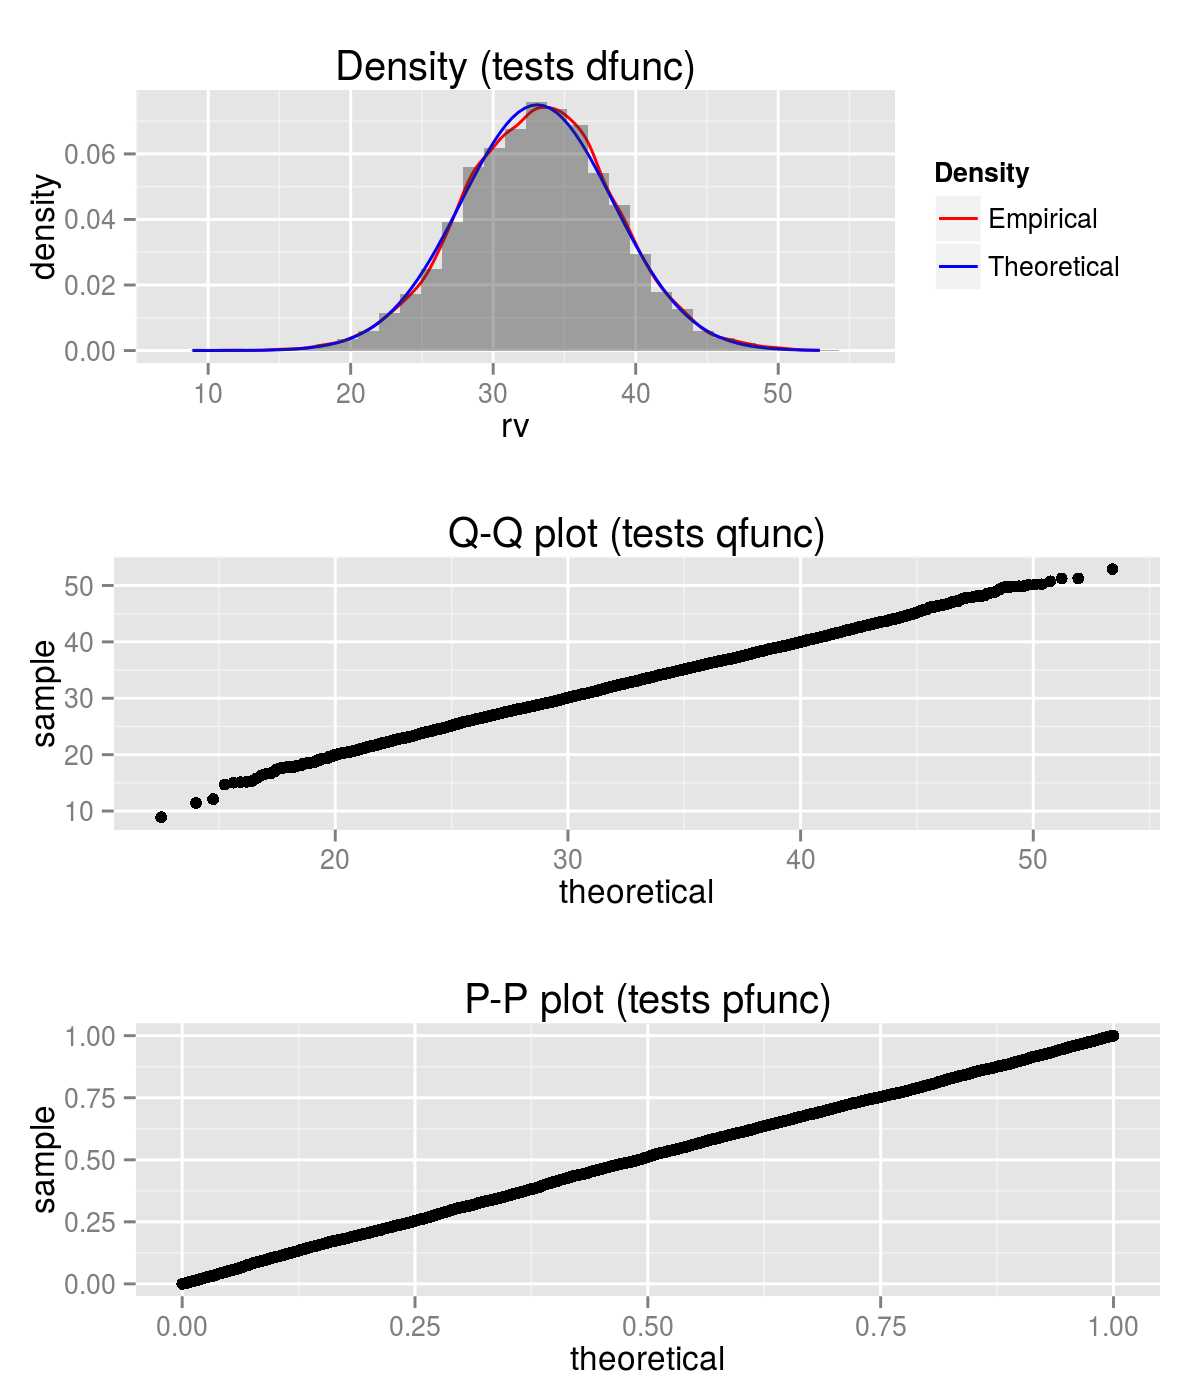 Density (tests dfunc)
density
0.06
0.04
0.02
0.00
10 20 30 40 50
rv
Density
Empirical
Theoretical
Q-Q plot (tests qfunc)
sample
50
40
30
20
10
20 30 40 50
theoretical
P-P plot (tests pfunc)
sample
1.00
0.75
0.50
0.25
0.00
0.00 0.25 0.50 0.75 1.00
theoretical